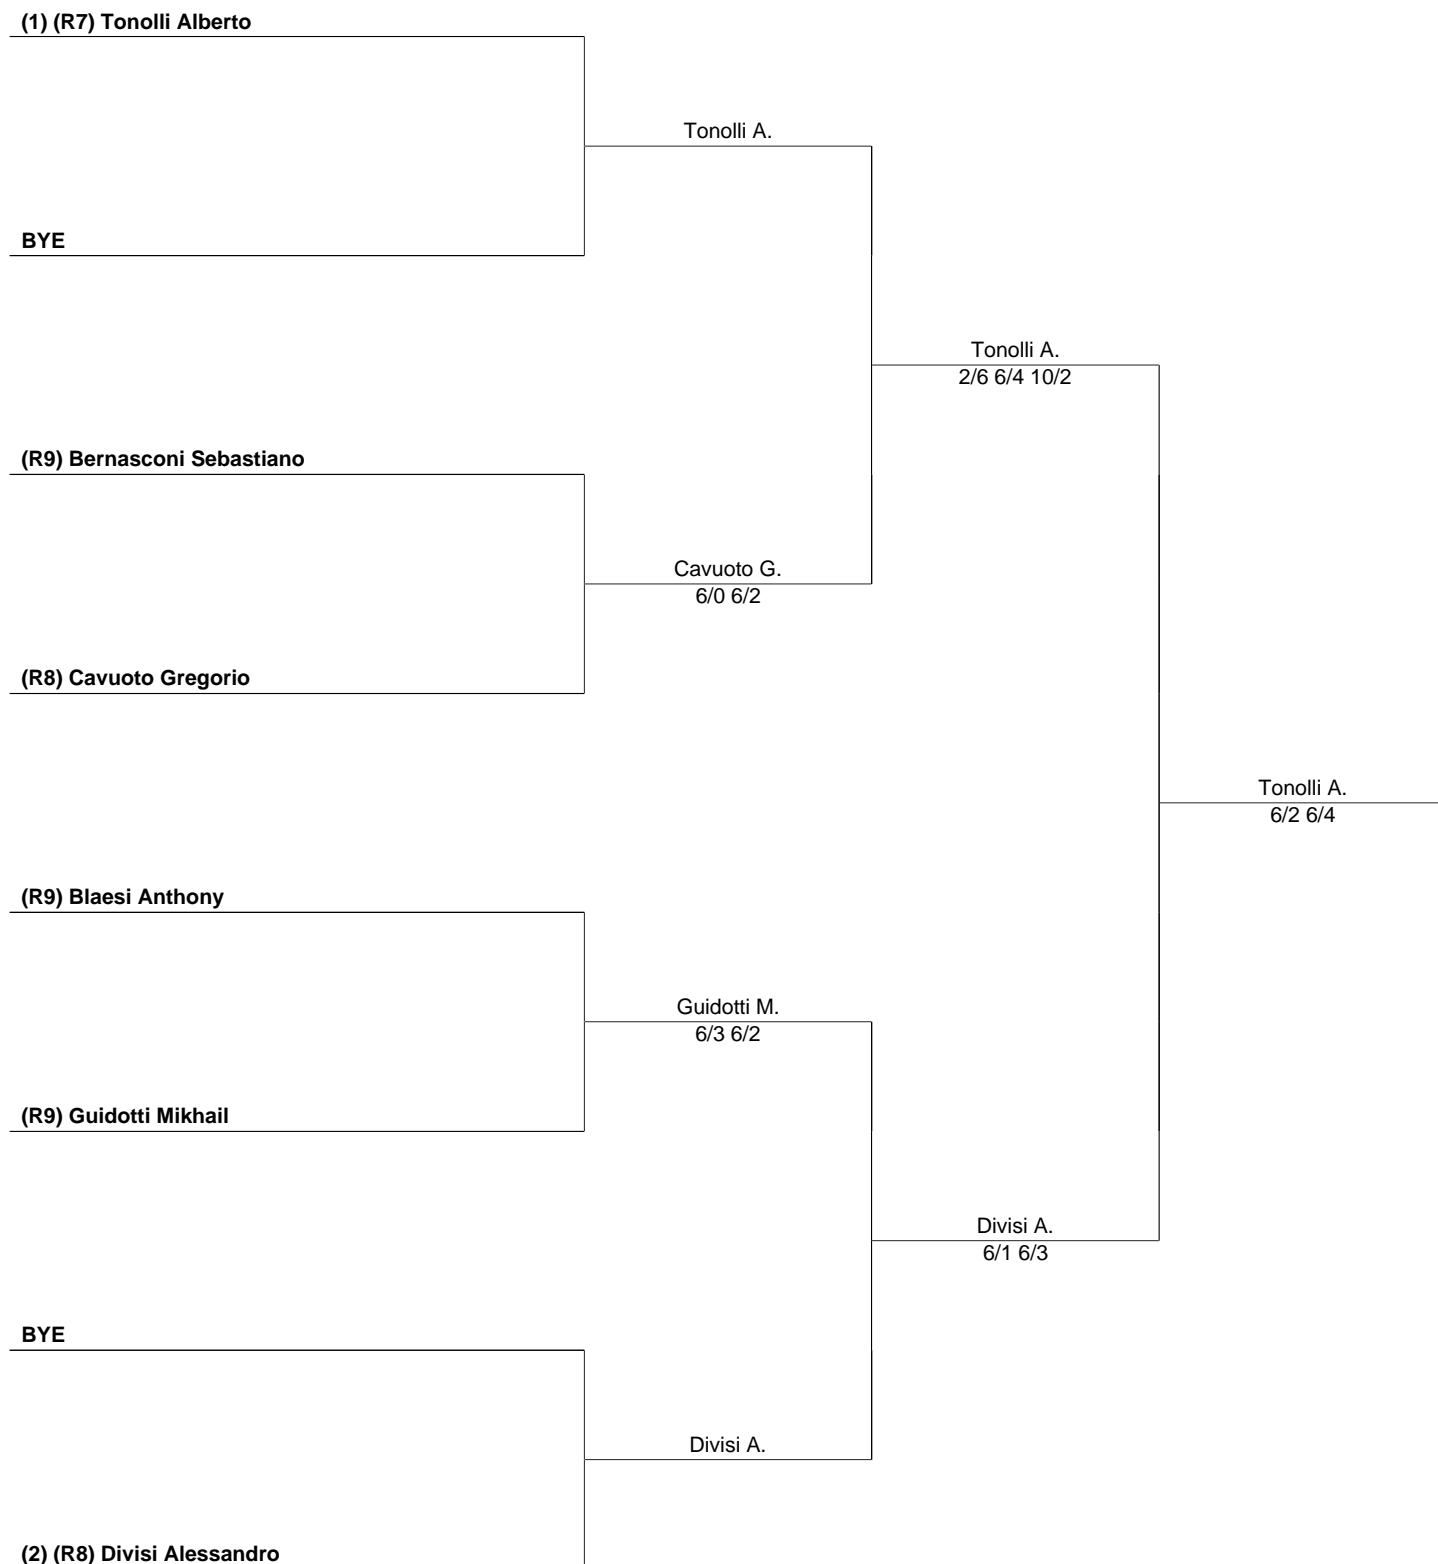 (1) (R7) Tonolli Alberto
Tonolli A.
BYE
Tonolli A.
2/6 6/4 10/2
(R9) Bernasconi Sebastiano
Cavuoto G.
6/0 6/2
(R8) Cavuoto Gregorio
Tonolli A.
6/2 6/4
(R9) Blaesi Anthony
Guidotti M.
6/3 6/2
(R9) Guidotti Mikhail
Divisi A.
6/1 6/3
BYE
Divisi A.
(2) (R8) Divisi Alessandro